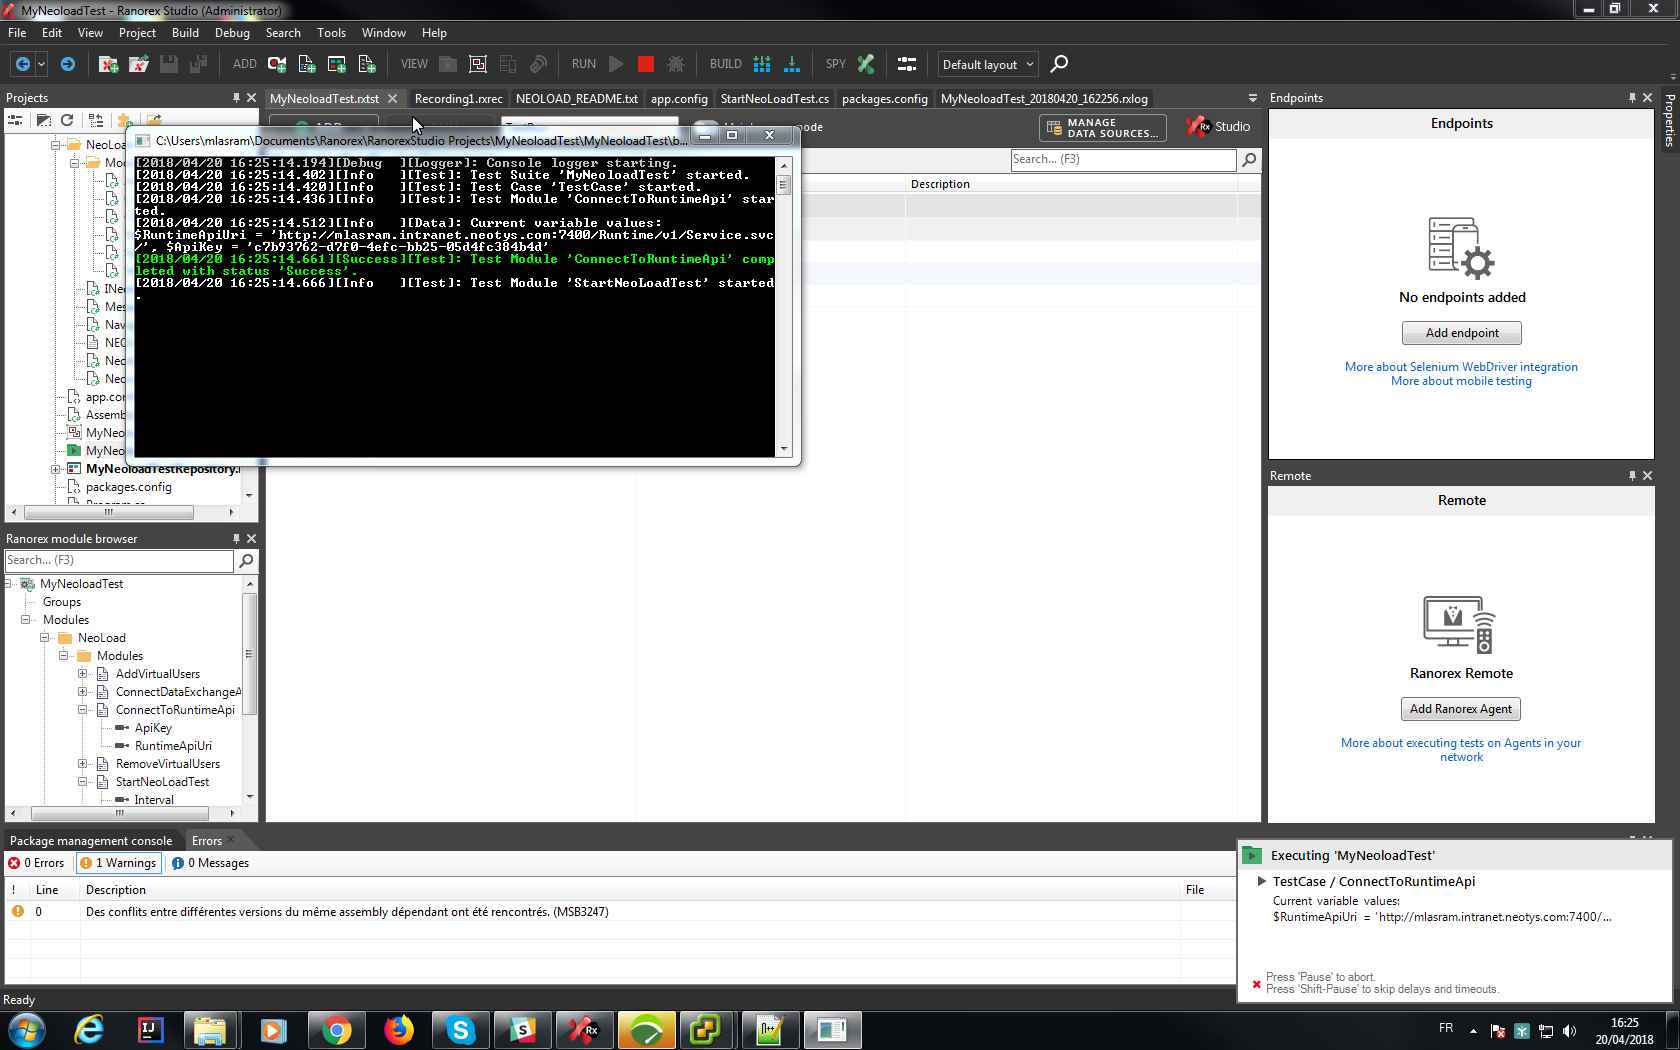 MyNeoloadTest - Ranorex Studio (Administrator)
File Edit View Project Build Debug Search Tools Window Help
ADD VIEW RUN BUILD SPY Default layout
Projects
MyNeoloadTest.rxtst Recording1.rxrec NEOLOAD_README.txt app.config StartNeoLoadTest.cs packages.config MyNeoloadTest_20180420_162256.rxlog
MANAGE
DATA SOURCES...
Rx Studio
mode
Search... (F3)
Description
C:\Users\mlasram\Documents\Ranorex\RanorexStudio Projects\MyNeoloadTest\MyNeoloadTest\b...
[2018/04/20 16:25:14.194][Debug  ][Logger]: Console logger starting.
[2018/04/20 16:25:14.402][Info   ][Test]: Test Suite 'MyNeoloadTest' started.
[2018/04/20 16:25:14.420][Info   ][Test]: Test Case 'TestCase' started.
[2018/04/20 16:25:14.436][Info   ][Test]: Test Module 'ConnectToRuntimeApi' star
ted.
[2018/04/20 16:25:14.512][Info   ][Data]: Current variable values:
$RuntimeApiUri = 'http://mlasram.intranet.neotys.com:7400/Runtime/v1/Service.svc
/', $ApiKey = 'c7b93762-d7f0-4efc-bb25-05d4fc384b4d'
[2018/04/20 16:25:14.661][Success][Test]: Test Module 'ConnectToRuntimeApi' comp
leted with status 'Success'.
[2018/04/20 16:25:14.666][Info   ][Test]: Test Module 'StartNeoLoadTest' started
.
NeoLoa
Mod
INe
Mes
Nav
NEO
Neo
Neo
app.con
Assemb
MyNeo
MyNeo
MyNeoloadTestRepository.
packages.config
Program.cs
Ranorex module browser
Search... (F3)
MyNeoloadTest
Groups
Modules
NeoLoad
Modules
AddVirtualUsers
ConnectDataExchangeA
ConnectToRuntimeApi
ApiKey
RuntimeApiUri
RemoveVirtualUsers
StartNeoLoadTest
Interval
Endpoints
Properties
Endpoints
No endpoints added
Add endpoint
More about Selenium WebDriver integration
More about mobile testing
Remote
Remote
Ranorex Remote
Add Ranorex Agent
More about executing tests on Agents in your
network
Package management console Errors
0 Errors 1 Warnings 0 Messages
! Line Description File
0 Des conflits entre différentes versions du même assembly dépendant ont été rencontrés. (MSB3247)
Executing 'MyNeoloadTest'
TestCase / ConnectToRuntimeApi
Current variable values:
$RuntimeApiUri = 'http://mlasram.intranet.neotys.com:7400/...
Press 'Pause' to abort.
Press 'Shift-Pause' to skip delays and timeouts.
Ready
FR
16:25
20/04/2018